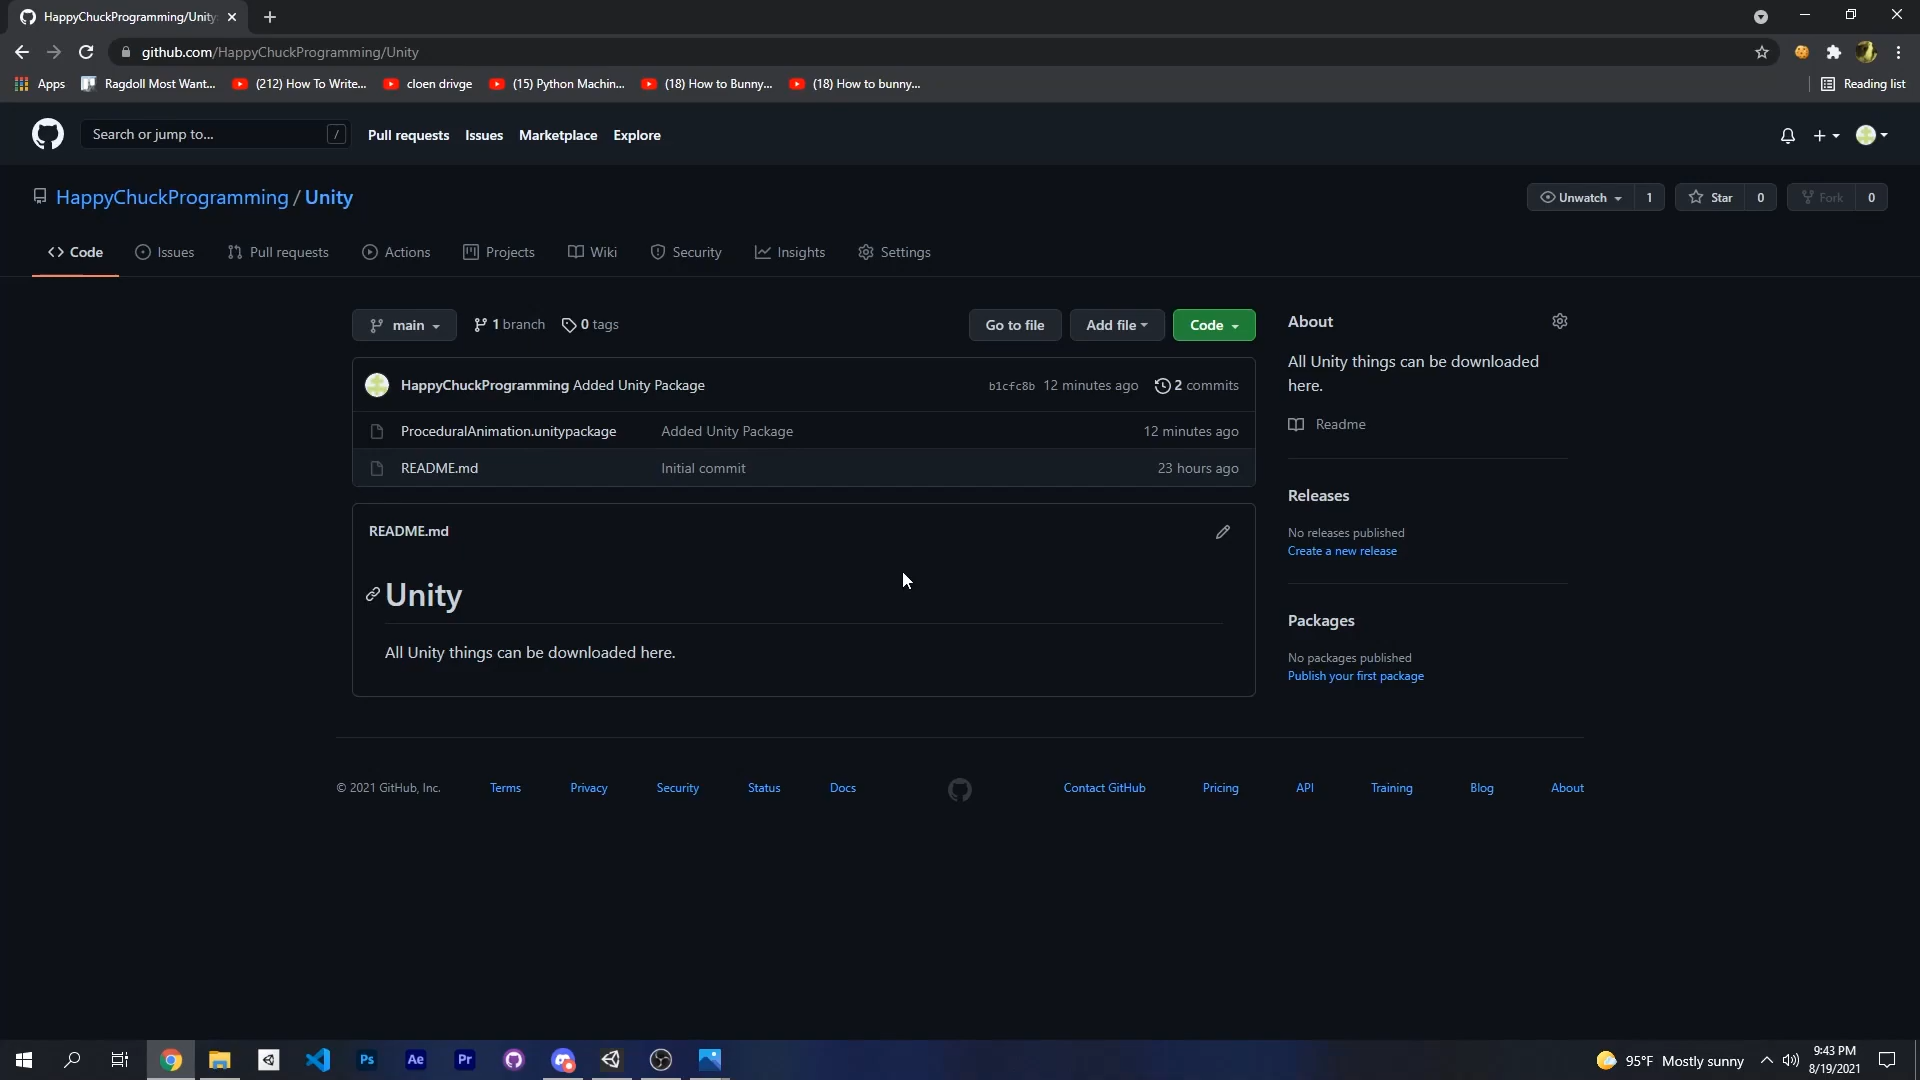 HappyChuckProgramming/Unity:
github.com/HappyChuckProgramming/Unity
Apps
Ragdoll Most Want...
(212) How To Write...
cloen drivge
(15) Python Machin...
(18) How to Bunny...
(18) How to bunny...
Reading list
Search or jump to...
/
Pull requests
Issues
Marketplace
Explore
HappyChuckProgramming / Unity
Unwatch
1
Star
0
Fork
0
Code
Issues
Pull requests
Actions
Projects
Wiki
Security
Insights
Settings
main
1 branch
0 tags
Go to file
Add file
Code
HappyChuckProgramming Added Unity Package
b1cfc8b 12 minutes ago
2 commits
ProceduralAnimation.unitypackage
Added Unity Package
12 minutes ago
README.md
Initial commit
23 hours ago
README.md
Unity
All Unity things can be downloaded here.
About
All Unity things can be downloaded
here.
Readme
Releases
No releases published
Create a new release
Packages
No packages published
Publish your first package
© 2021 GitHub, Inc.
Terms
Privacy
Security
Status
Docs
Contact GitHub
Pricing
API
Training
Blog
About
Ps
Ae
Pr
95°F Mostly sunny
9:43 PM
8/19/2021